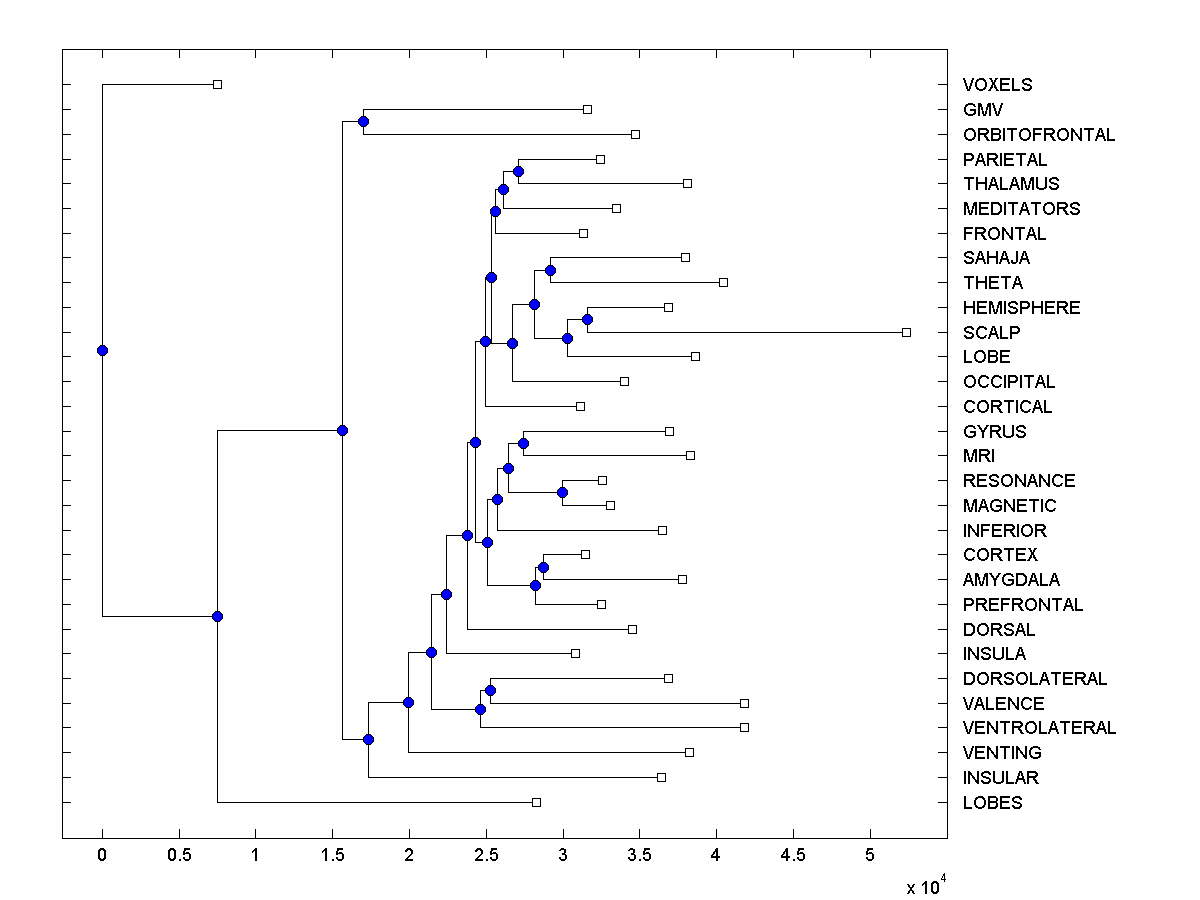 VOXELS
GMV
ORBITOFRONTAL
PARIETAL
THALAMUS
MEDITATORS
FRONTAL
SAHAJA
THETA
HEMISPHERE
SCALP
LOBE
OCCIPITAL
CORTICAL
GYRUS
MRI
RESONANCE
MAGNETIC
INFERIOR
CORTEX
AMYGDALA
PREFRONTAL
DORSAL
INSULA
DORSOLATERAL
VALENCE
VENTROLATERAL
VENTING
INSULAR
LOBES
0 0.5 1 1.5 2 2.5 3 3.5 4 4.5 5
x 10^4